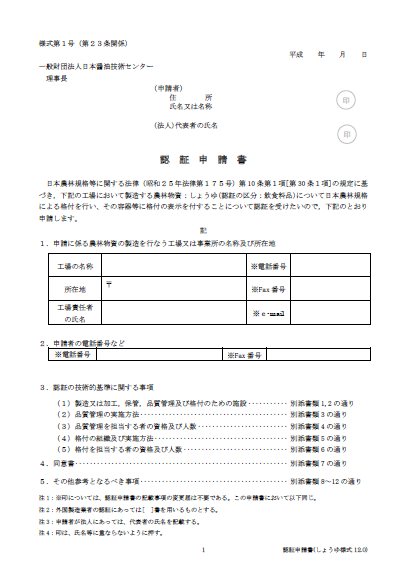 様式第１号（第２３条関係）
平成　　年　　月　　日
一般財団法人日本醤油技術センター
理事長
（申請者）
住　　　所
氏名又は名称
印
（法人）代表者の氏名
印
認　証　申　請　書
日本農林規格等に関する法律（昭和２５年法律第１７５号）第10条第１項[第30条１項]の規定に基
づき，下記の工場において製造する農林物資：しょうゆ（認証の区分：飲食料品）について日本農林規格
による格付を行い、その容器等に格付の表示を付することについて認証を受けたいので，下記のとおり
申請します。
記
１．申請に係る農林物資の製造を行なう工場又は事業所の名称及び所在地
工場の名称　※電話番号
所在地　〒　※Fax 番号
工場責任者
の氏名　※ e -mail
２．申請者の電話番号など
※電話番号　※Fax 番号
３．認証の技術的基準に関する事項
（１）製造又は加工，保管，品質管理及び格付のための施設‥‥‥‥‥ 別添書類 1, 2 の通り
（２）品質管理の実施方法‥‥‥‥‥‥‥‥‥‥‥‥‥‥‥‥‥‥ 別添書類３の通り
（３）品質管理を担当する者の資格及び人数‥‥‥‥‥‥‥‥‥‥‥ 別添書類４の通り
（４）格付の組織及び実施方法‥‥‥‥‥‥‥‥‥‥‥‥‥‥‥‥ 別添書類５の通り
（５）格付を担当する者の資格及び人数‥‥‥‥‥‥‥‥‥‥‥‥‥ 別添書類６の通り
４．同意書‥‥‥‥‥‥‥‥‥‥‥‥‥‥‥‥‥‥‥‥‥‥‥‥‥ 別添書類７の通り
５．その他参考となるべき事項‥‥‥‥‥‥‥‥‥‥‥‥‥‥‥‥‥ 別添書類 8～12 の通り
注１：※印については、認証申請書の記載事項の変更届は不要である。この申請書において以下同じ。
注２：外国製造業者の認証にあっては［　］書を用いるものとする。
注３：申請者が法人にあっては、代表者の氏名を記載する。
注４：印は、氏名等に重ならないように押す。
1　認証申請書（しょうゆ様式 12.0）